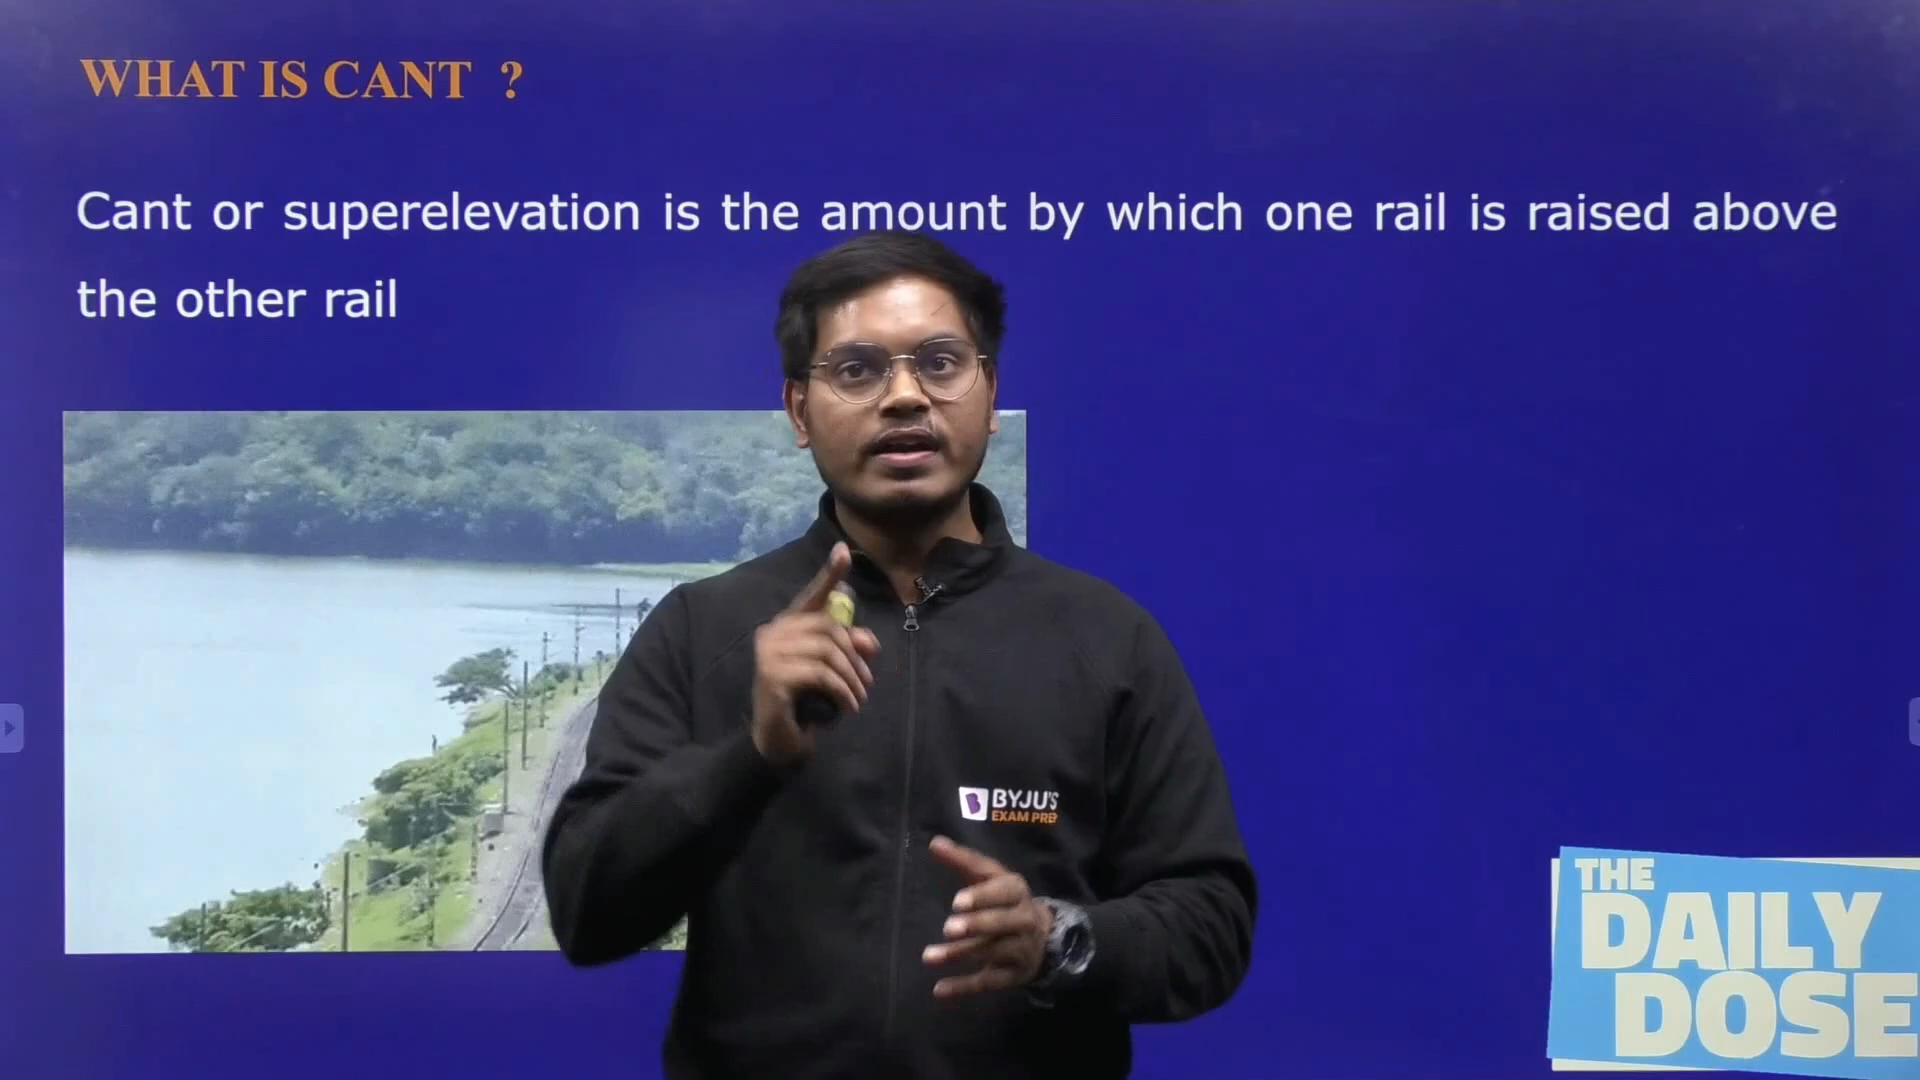 WHAT IS CANT ?
Cant or superelevation is the amount by which one rail is raised above
the other rail
BYJU'S
EXAM PREP
THE
DAILY
DOSE